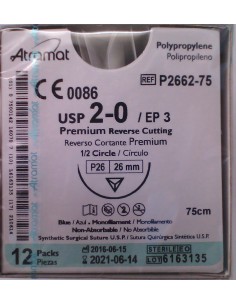 Atramat
Polypropylene
Polipropileno
CE 0086
REF P2662-75
USP 2-0 / EP 3
Premium Reverse Cutting
Reverso Cortante Premium
1/2 Circle / Círculo
P26 26 mm
75cm
Blue / Azul - Monofilament / Monofilamento
Non-Absorbable / No Absorbible
Synthetic Surgical Suture U.S.P. / Sutura Quirúrgica Sintética U.S.P.
12 Packs
Piezas
2016-06-15
2021-06-14
STERILE EO
LOT 6163135